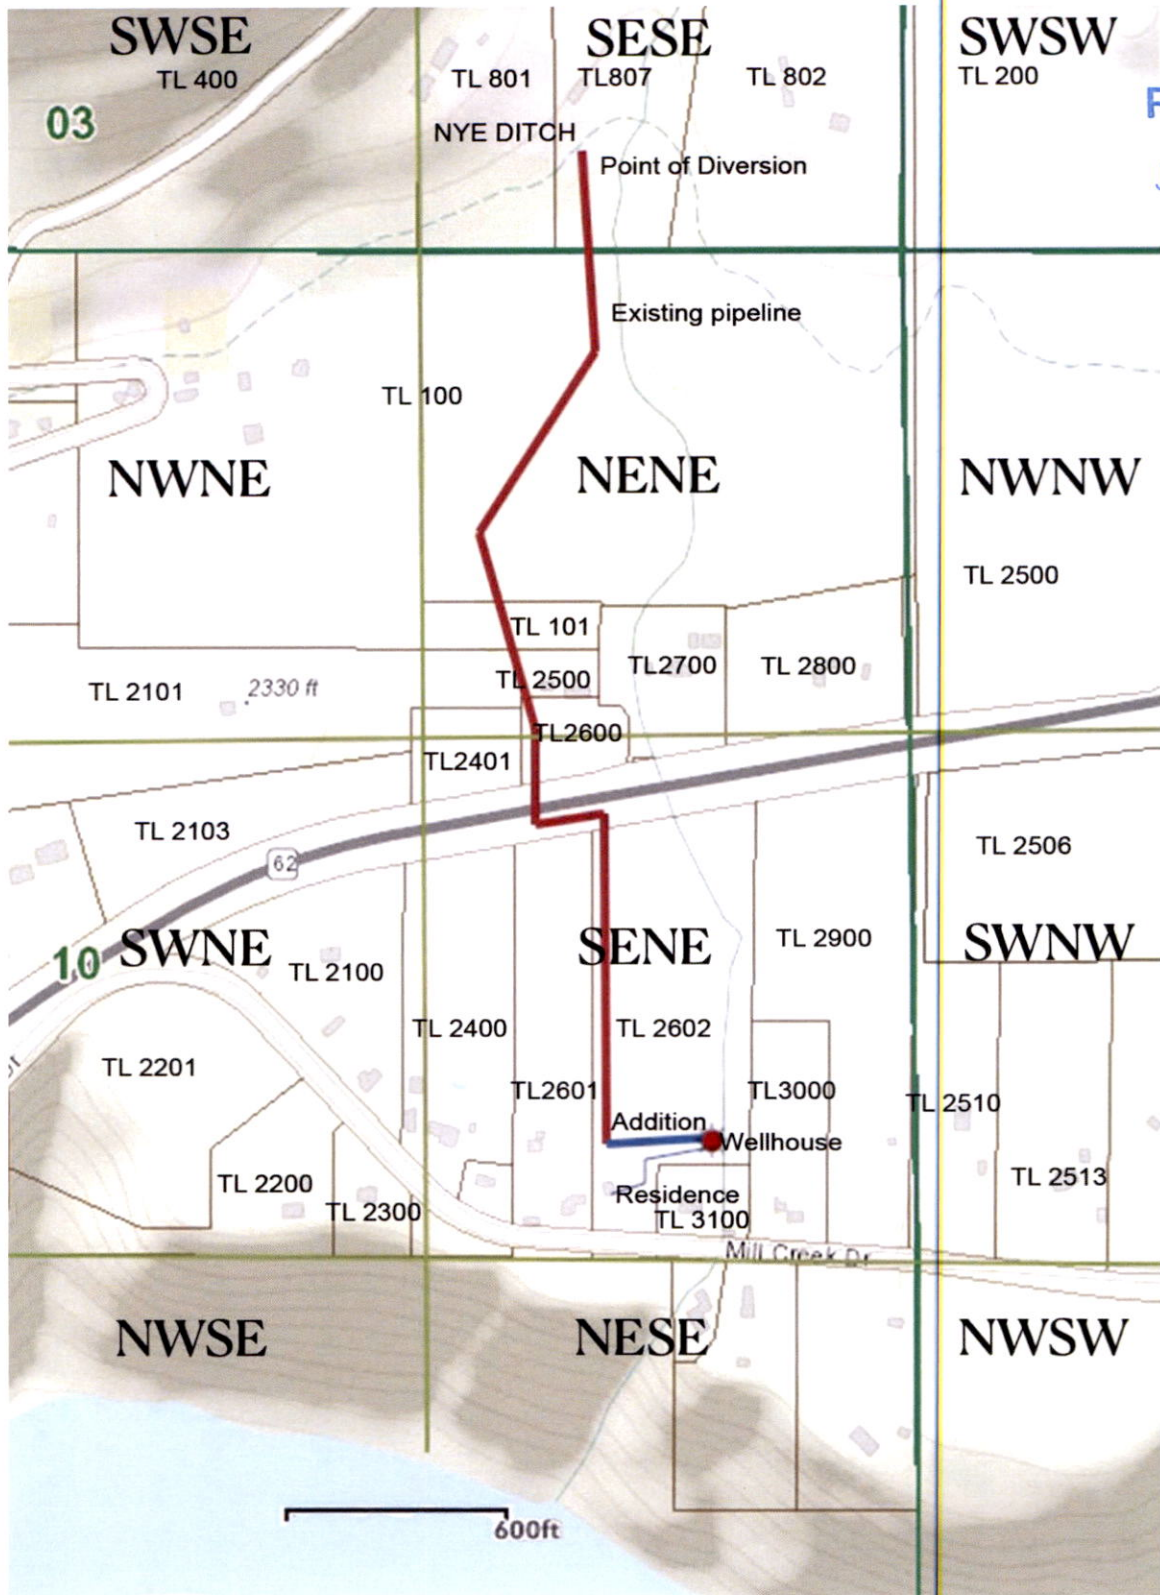 SWSE
SESE
SWSW
TL 400
TL 801
TL807
TL 802
TL 200
03
NYE DITCH
Point of Diversion
Existing pipeline
TL 100
NWNE
NENE
NWNW
TL 2500
TL 101
TL 2500
TL2700
TL 2800
TL 2101
2330 ft
TL2600
TL2401
TL 2103
62
TL 2506
10
SWNE
SENE
TL 2900
SWNW
TL 2100
TL 2400
TL 2602
TL 2201
TL2601
TL3000
TL 2510
Addition
Wellhouse
TL 2200
TL 2513
Residence
TL 2300
TL 3100
Mill Creek Dr
NWSE
NESE
NWSW
600ft